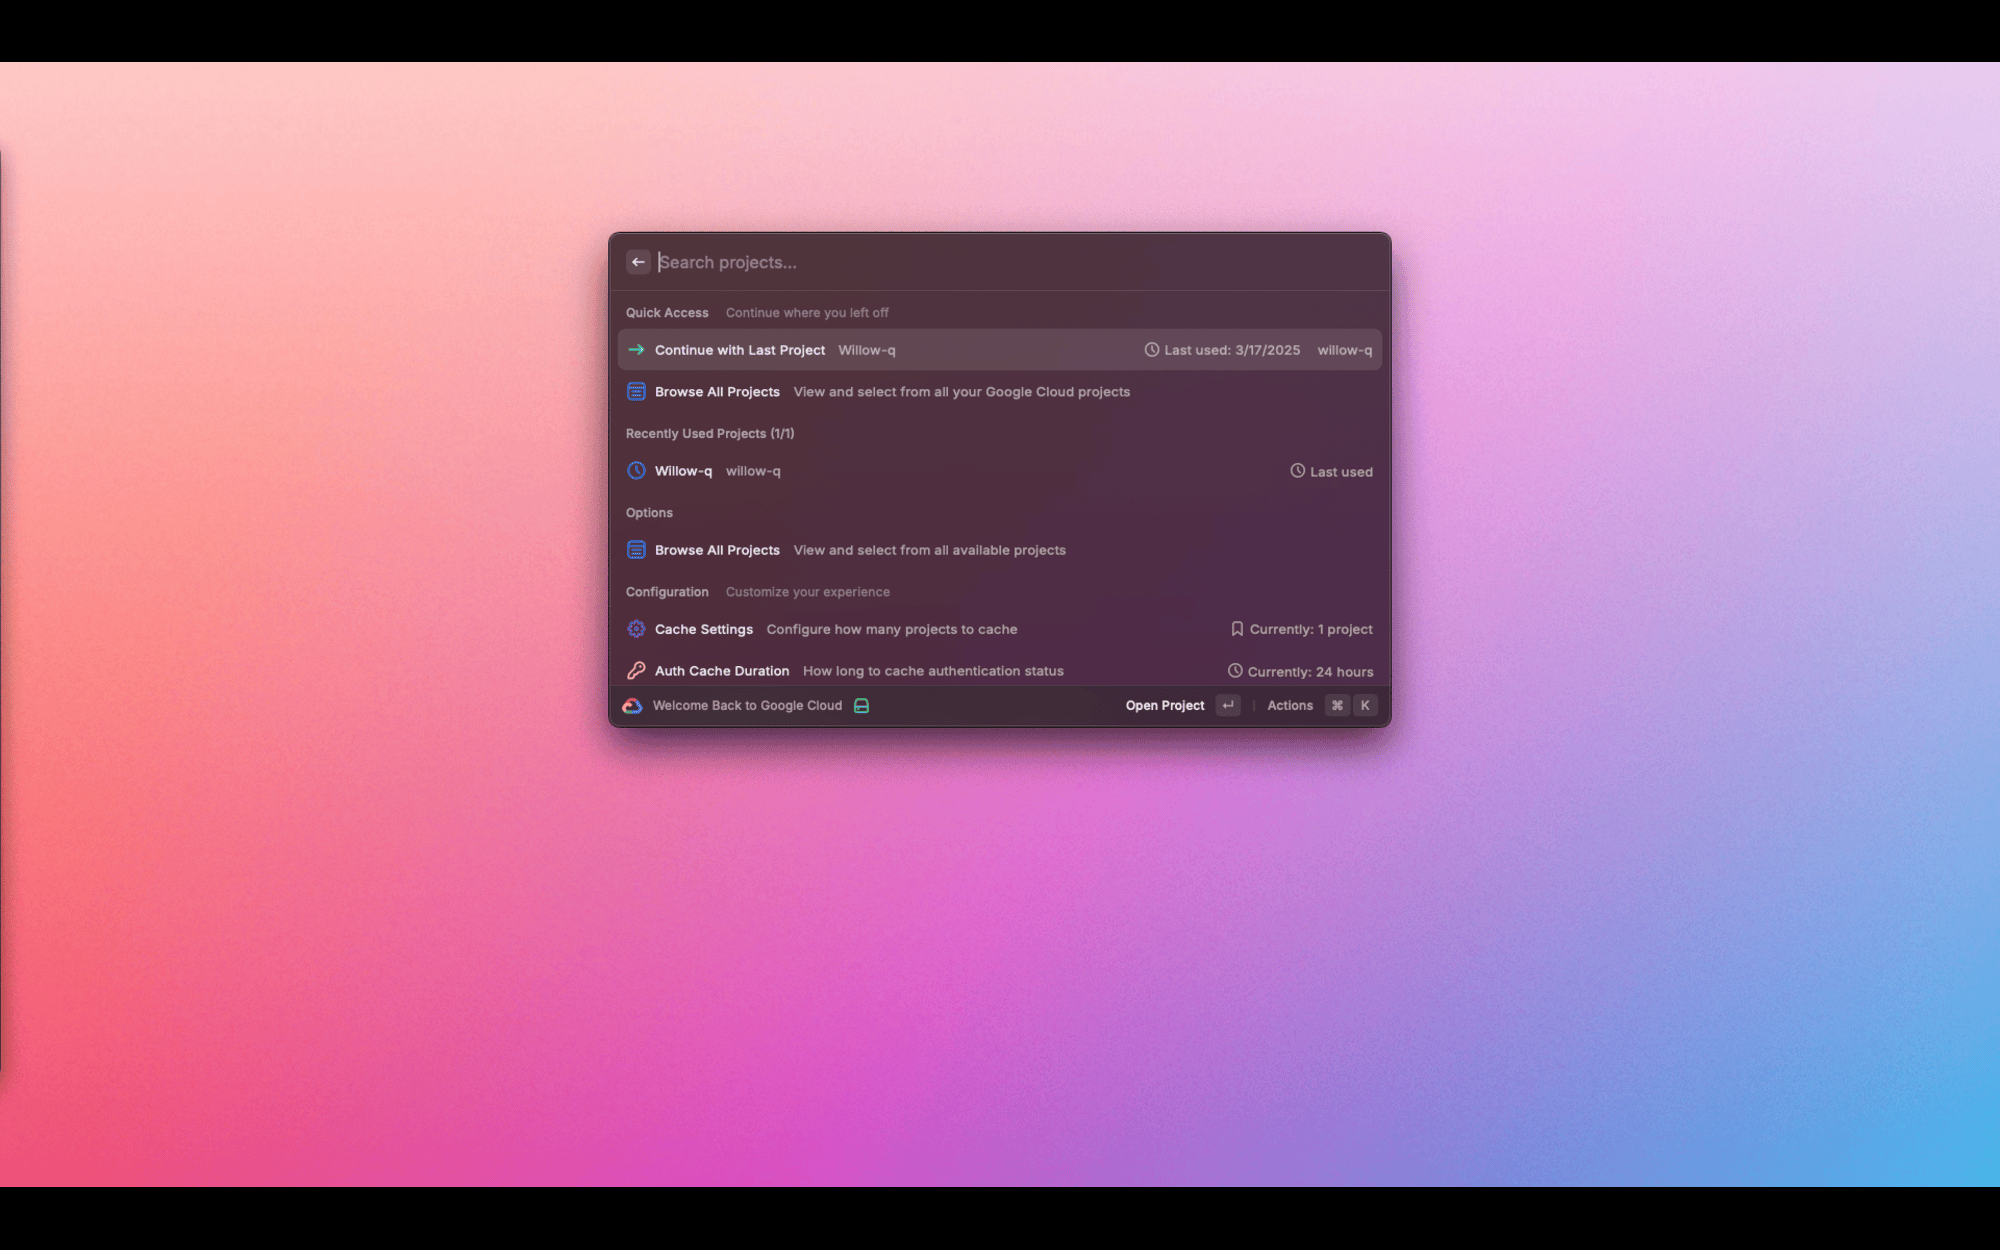 Search projects...
Quick Access Continue where you left off
Continue with Last Project Willow-q Last used: 3/17/2025 willow-q
Browse All Projects View and select from all your Google Cloud projects
Recently Used Projects (1/1)
Willow-q willow-q Last used
Options
Browse All Projects View and select from all available projects
Configuration Customize your experience
Cache Settings Configure how many projects to cache Currently: 1 project
Auth Cache Duration How long to cache authentication status Currently: 24 hours
Welcome Back to Google Cloud Open Project ↵ Actions ⌘ K